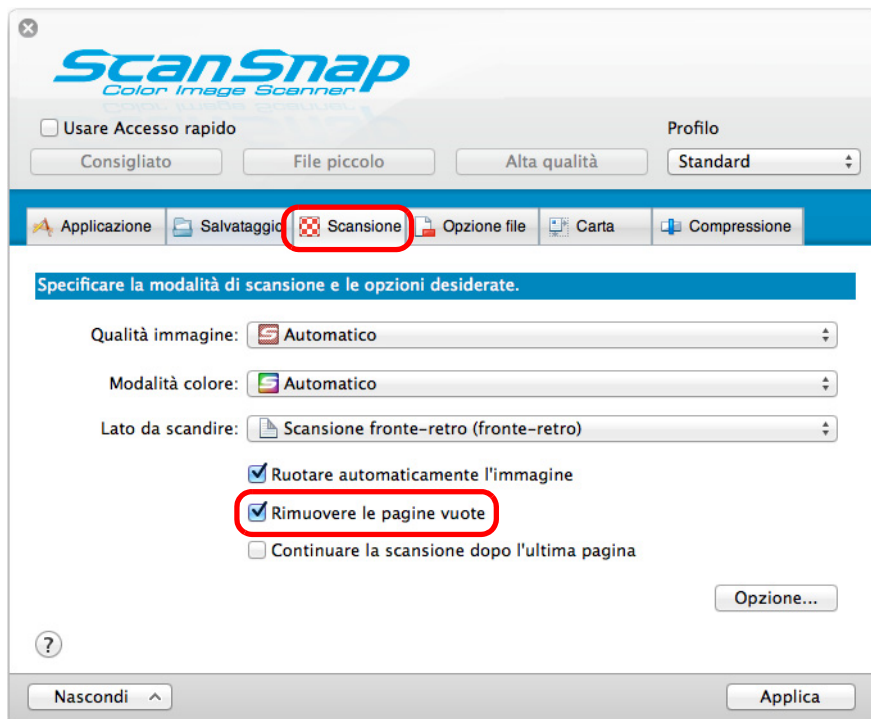 ScanSnap
Color Image Scanner
Usare Accesso rapido
Profilo
Consigliato File piccolo Alta qualità Standard
Applicazione Salvataggio Scansione Opzione file Carta Compressione
Specificare la modalità di scansione e le opzioni desiderate.
Qualità immagine: Automatico
Modalità colore: Automatico
Lato da scandire: Scansione fronte-retro (fronte-retro)
Ruotare automaticamente l'immagine
Rimuovere le pagine vuote
Continuare la scansione dopo l'ultima pagina
Opzione...
?
Nascondi Applica